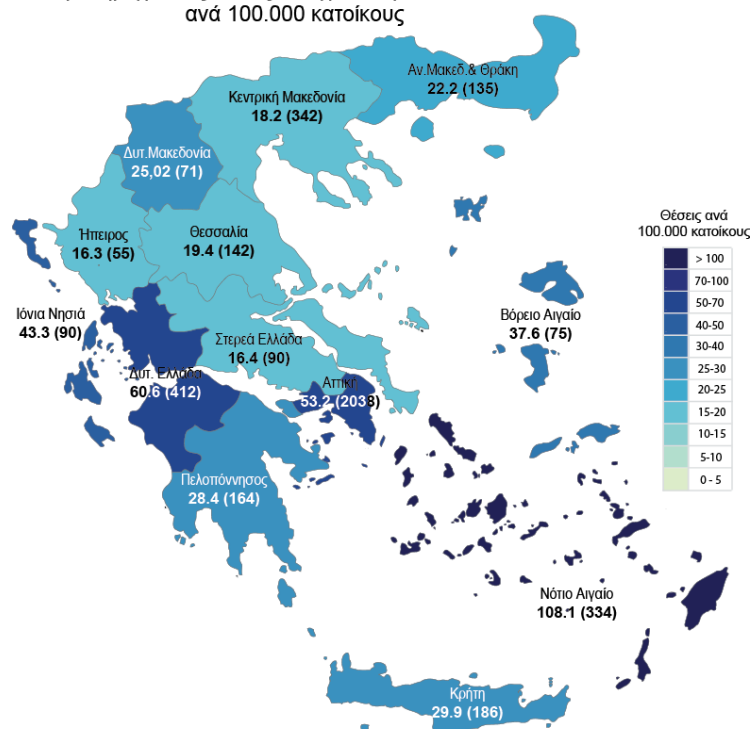 ανά 100.000 κατοίκους
Αν.Μακεδ.& Θράκη
22.2 (135)
Κεντρική Μακεδονία
18.2 (342)
Δυτ.Μακεδονία
25,02 (71)
Ήπειρος
16.3 (55)
Θεσσαλία
19.4 (142)
Θέσεις ανά
100.000 κατοίκους
> 100
70-100
50-70
40-50
30-40
25-30
20-25
15-20
10-15
5-10
0 - 5
Ιόνια Νησιά
43.3 (90)
Βόρειο Αιγαίο
37.6 (75)
Στερεά Ελλάδα
16.4 (90)
Δυτ. Ελλάδα
60.6 (412)
Αττική
53.2 (2038)
Πελοπόννησος
28.4 (164)
Νότιο Αιγαίο
108.1 (334)
Κρήτη
29.9 (186)